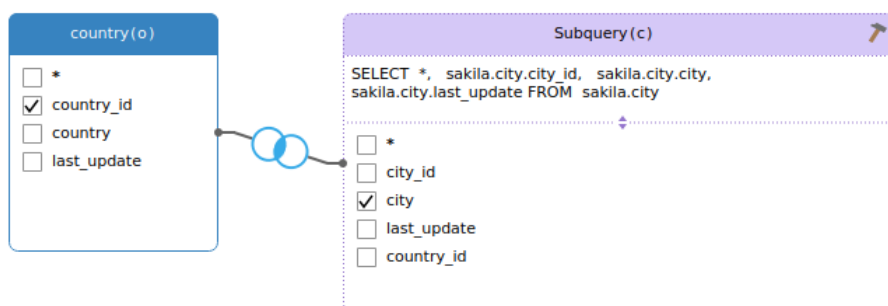 country(o)
*
country_id
country
last_update
Subquery(c)
SELECT *, sakila.city.city_id, sakila.city.city,
sakila.city.last_update FROM sakila.city
*
city_id
city
last_update
country_id